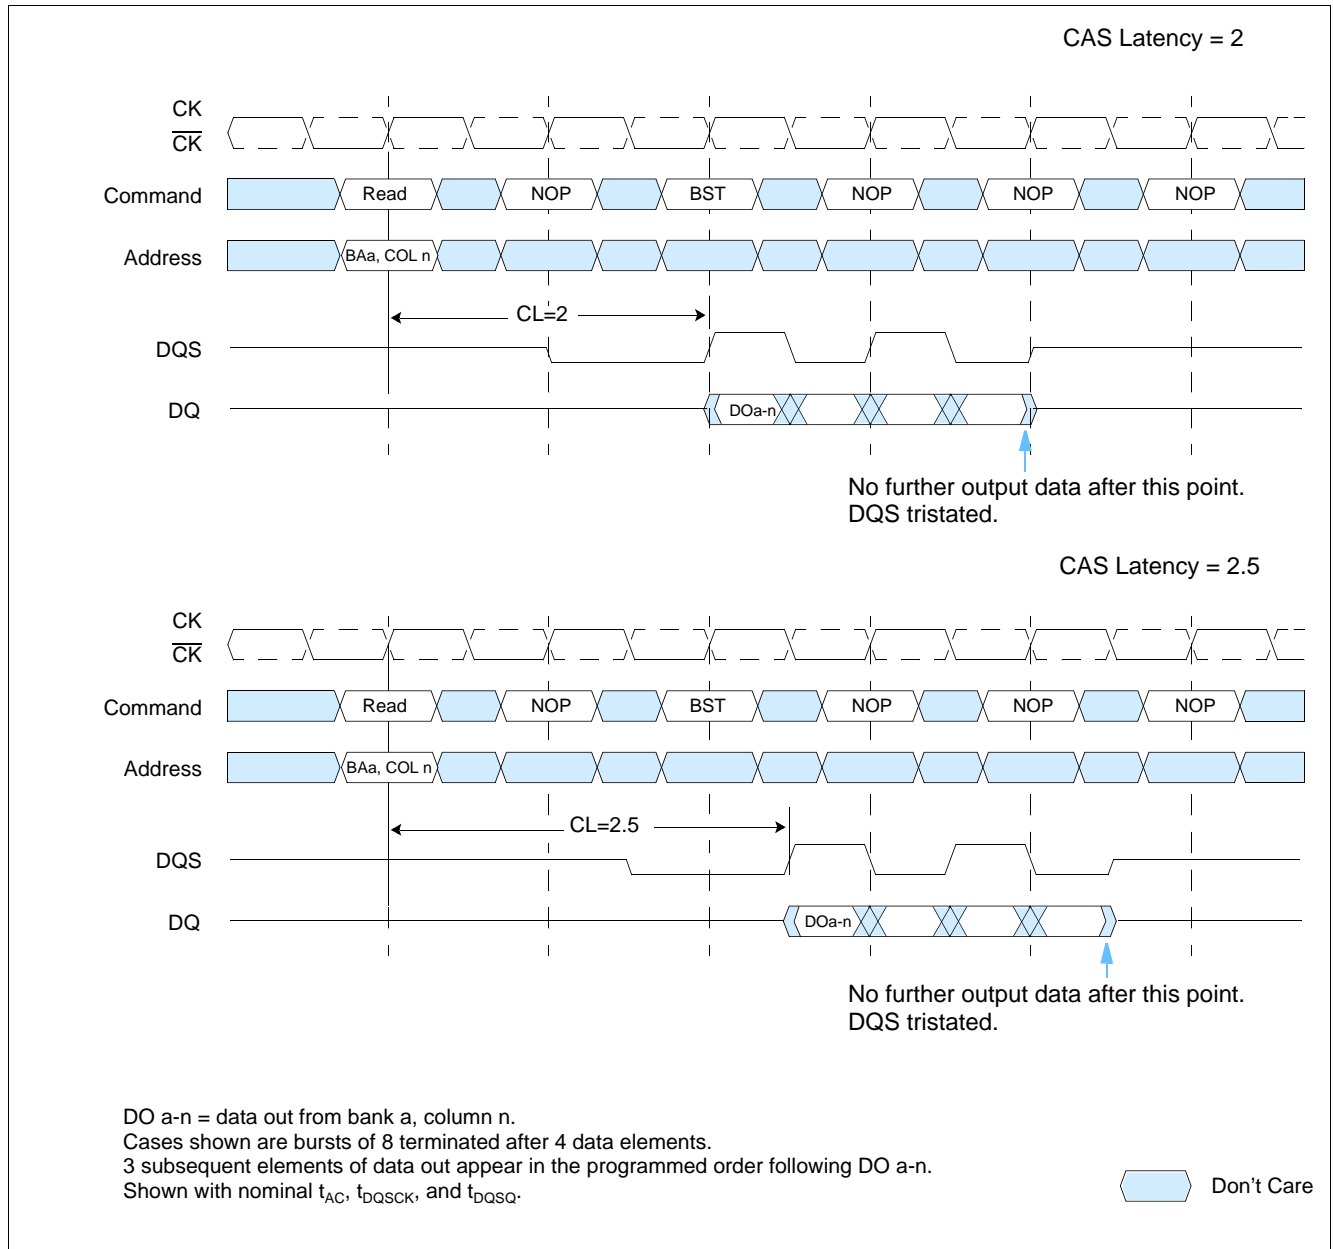 CAS Latency = 2
CK
CK
Command Read NOP BST NOP NOP NOP
Address BAa, COL n
CL=2
DQS
DQ DOa-n
No further output data after this point.
DQS tristated.
CAS Latency = 2.5
CK
CK
Command Read NOP BST NOP NOP NOP
Address BAa, COL n
CL=2.5
DQS
DQ DOa-n
No further output data after this point.
DQS tristated.
DO a-n = data out from bank a, column n.
Cases shown are bursts of 8 terminated after 4 data elements.
3 subsequent elements of data out appear in the programmed order following DO a-n.
Shown with nominal tAC, tDQSCK, and tDQSQ.
Don't Care